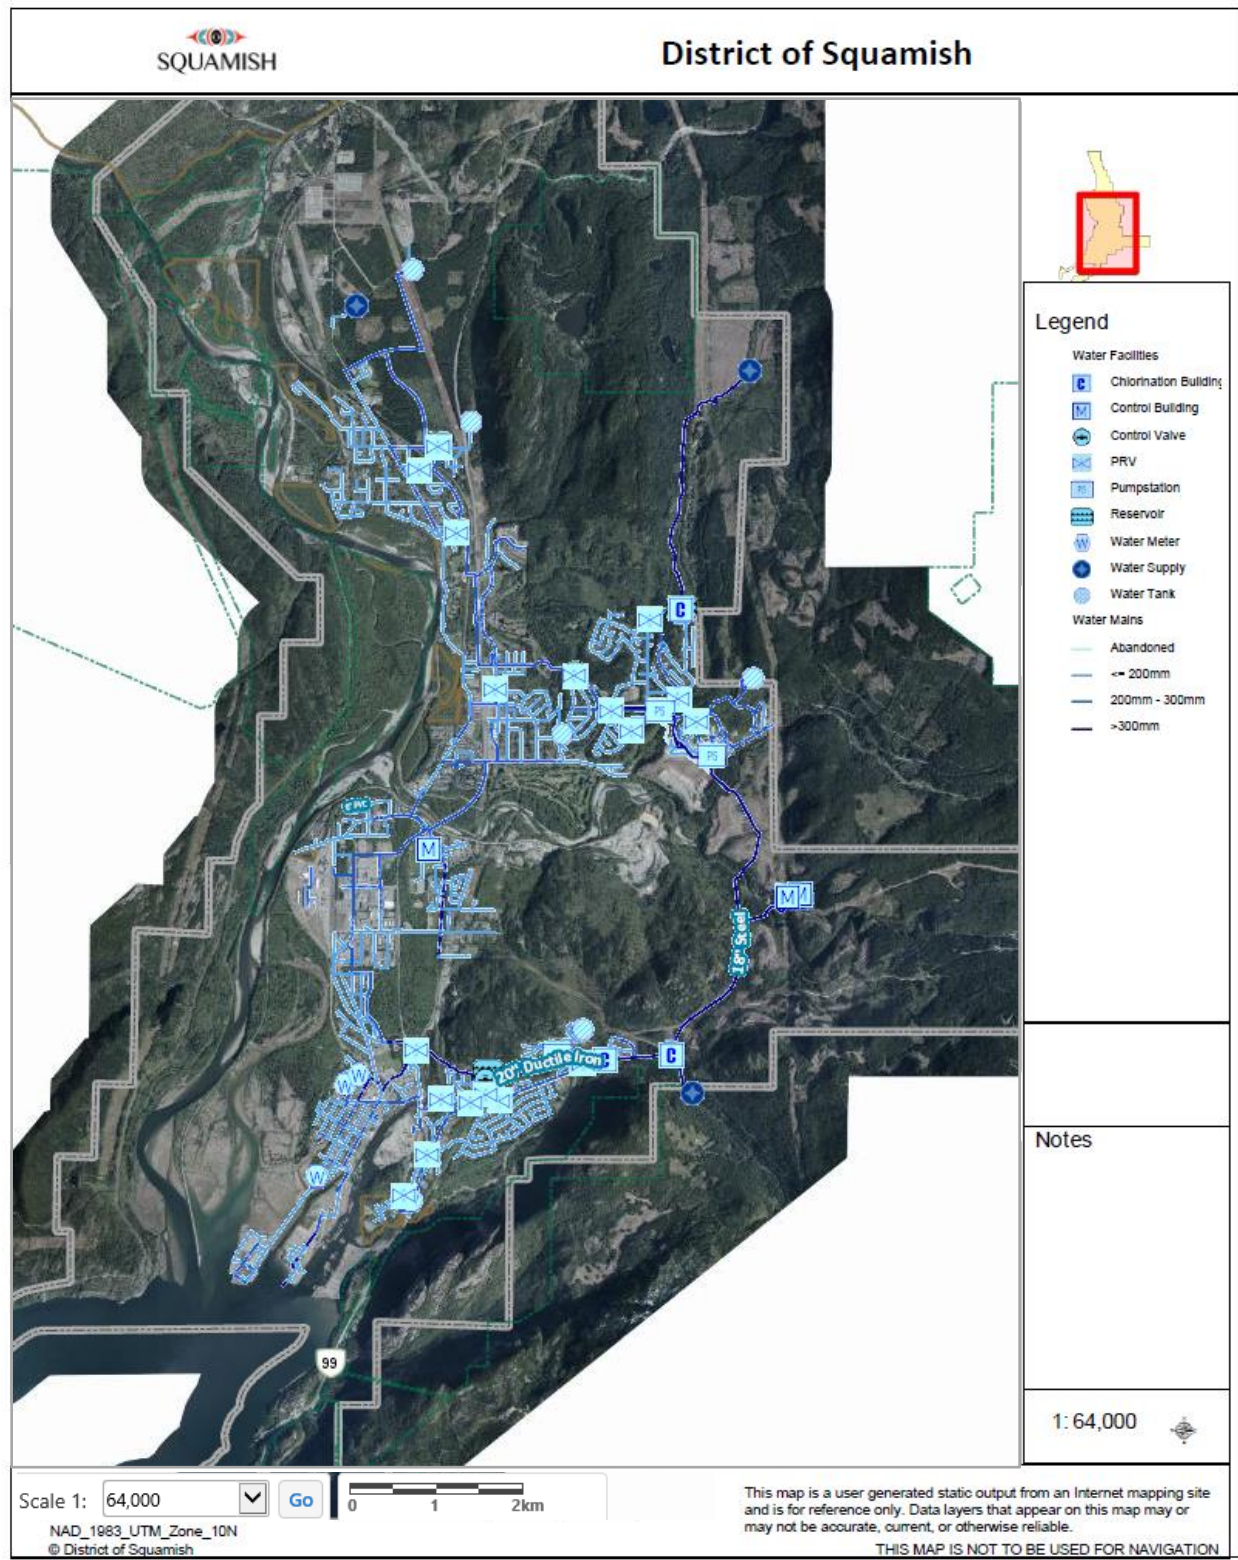 SQUAMISH
District of Squamish
Legend
Water Facilities
C Chlorination Building
M Control Building
Control Valve
PRV
PS Pumpstation
Reservoir
W Water Meter
Water Supply
Water Tank
Water Mains
Abandoned
<= 200mm
200mm - 300mm
>300mm
C
PS
PS
M
M
18" Steel
C
20" Ductile Iron
C
W
W
W
99
Notes
1: 64,000
Scale 1: 64,000 Go
0 1 2km
NAD_1983_UTM_Zone_10N
© District of Squamish
This map is a user generated static output from an Internet mapping site
and is for reference only. Data layers that appear on this map may or
may not be accurate, current, or otherwise reliable.
THIS MAP IS NOT TO BE USED FOR NAVIGATION